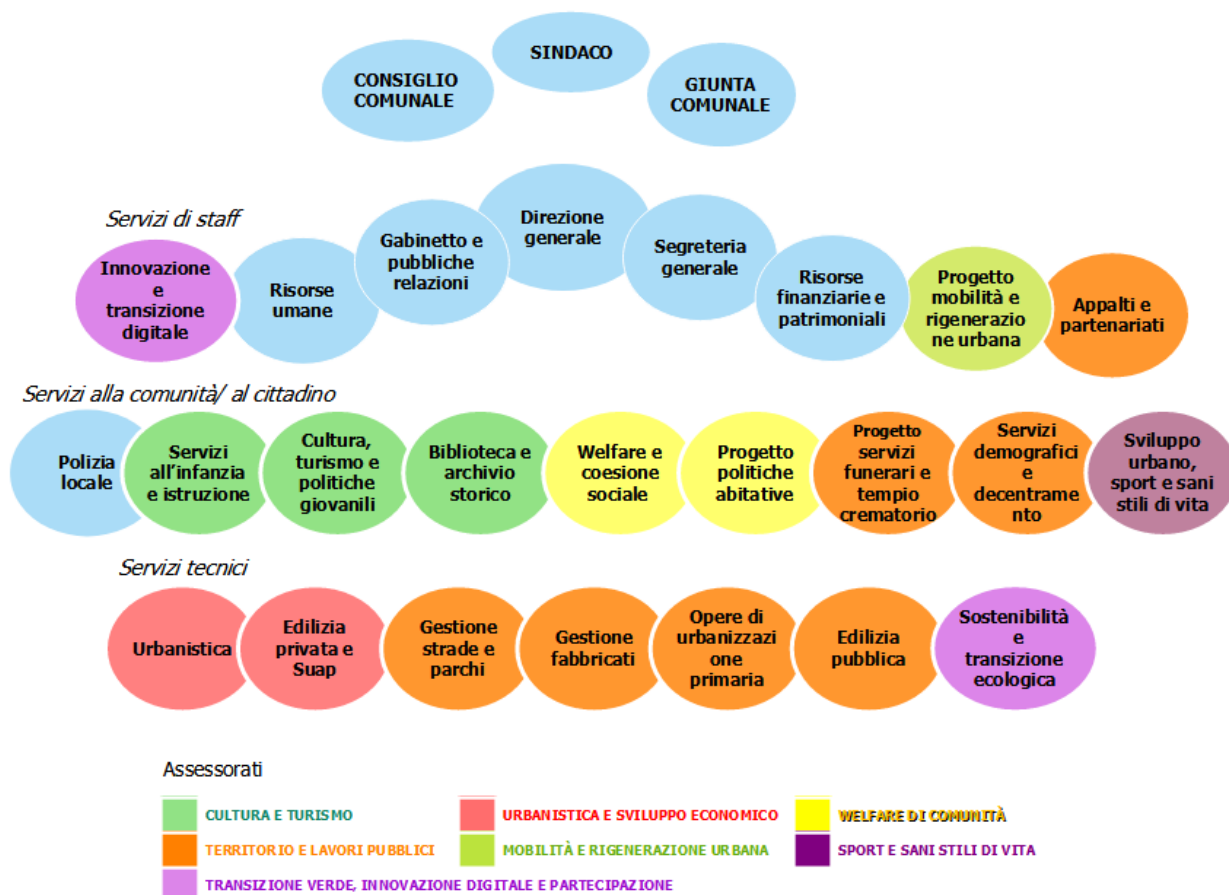 SINDACO
CONSIGLIO
COMUNALE
GIUNTA
COMUNALE
Servizi di staff
Innovazione
e
transizione
digitale
Risorse
umane
Gabinetto e
pubbliche
relazioni
Direzione
generale
Segreteria
generale
Risorse
finanziarie e
patrimoniali
Progetto
mobilità e
rigenerazio
ne urbana
Appalti e
partenariati
Servizi alla comunità/ al cittadino
Polizia
locale
Servizi
all'infanzia
e istruzione
Cultura,
turismo e
politiche
giovanili
Biblioteca e
archivio
storico
Welfare e
coesione
sociale
Progetto
politiche
abitative
Progetto
servizi
funerari e
tempio
crematorio
Servizi
demografici
e
decentrame
nto
Sviluppo
urbano,
sport e sani
stili di vita
Servizi tecnici
Urbanistica
Edilizia
privata e
Suap
Gestione
strade e
parchi
Gestione
fabbricati
Opere di
urbanizzazi
one
primaria
Edilizia
pubblica
Sostenibilità
e
transizione
ecologica
Assessorati
CULTURA E TURISMO
URBANISTICA E SVILUPPO ECONOMICO
WELFARE DI COMUNITÀ
TERRITORIO E LAVORI PUBBLICI
MOBILITÀ E RIGENERAZIONE URBANA
SPORT E SANI STILI DI VITA
TRANSIZIONE VERDE, INNOVAZIONE DIGITALE E PARTECIPAZIONE